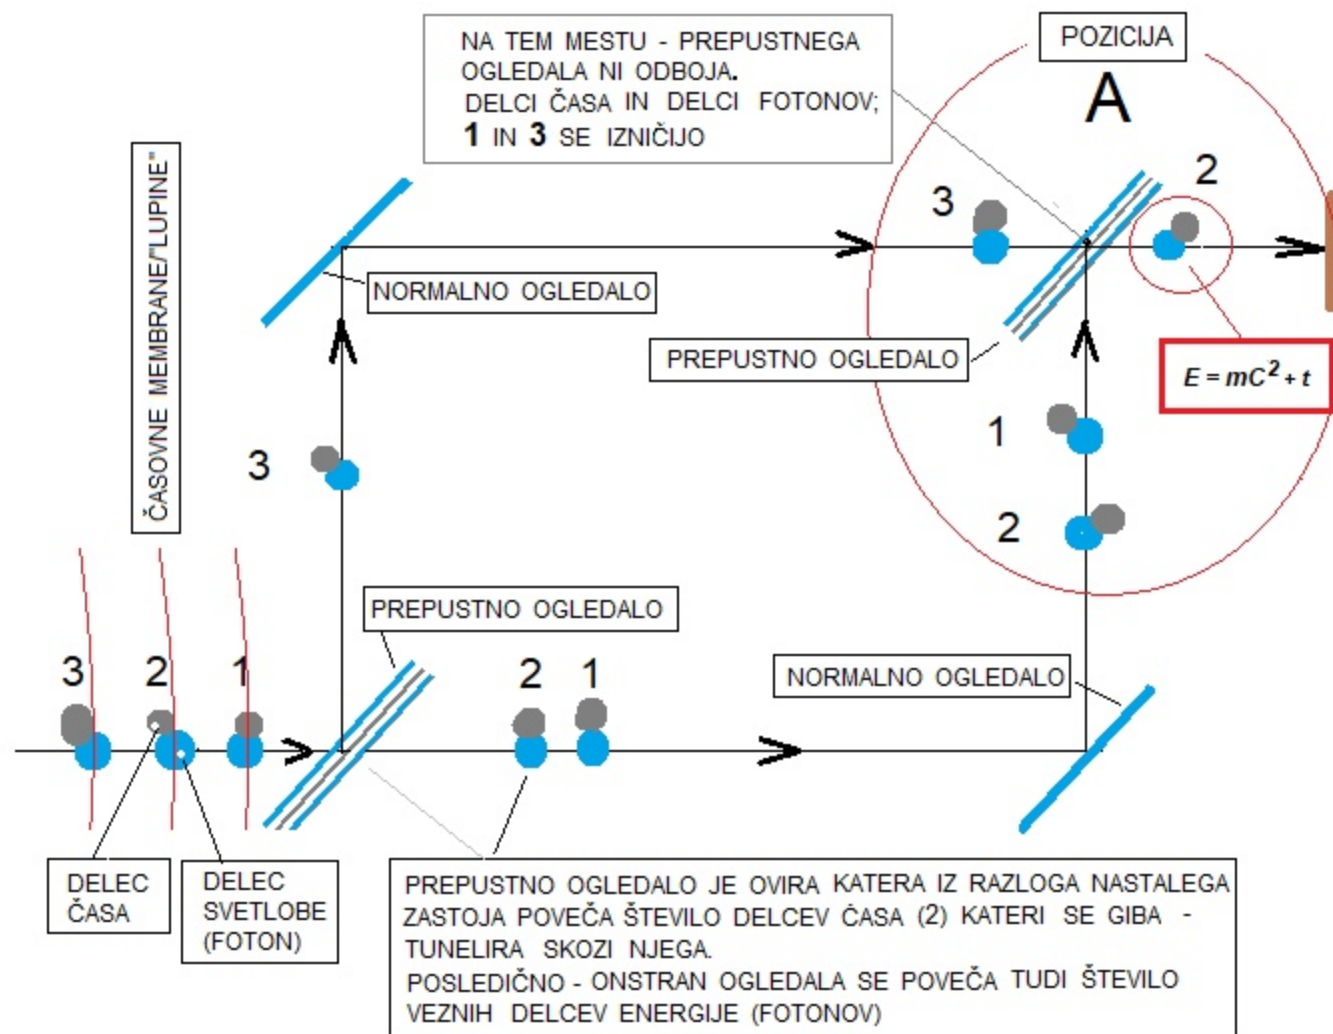 NA TEM MESTU - PREPUSTNEGA
OGLEDALA NI ODBOJA.
DELCI ČASA IN DELCI FOTONOV;
1 IN 3 SE IZNIČIJO
POZICIJA
A
ČASOVNE MEMBRANE/"LUPINE"
3
2
NORMALNO OGLEDALO
PREPUSTNO OGLEDALO
E = mC² + t
3
1
2
PREPUSTNO OGLEDALO
NORMALNO OGLEDALO
3
2
1
2
1
DELEC
ČASA
DELEC
SVETLOBE
(FOTON)
PREPUSTNO OGLEDALO JE OVIRA KATERA IZ RAZLOGA NASTALEGA
ZASTOJA POVEČA ŠTEVILO DELCEV ČASA (2) KATERI SE GIBA -
TUNELIRA SKOZI NJEGA.
POSLEDIČNO - ONSTRAN OGLEDALA SE POVEČA TUDI ŠTEVILO
VEZNIH DELCEV ENERGIJE (FOTONOV)